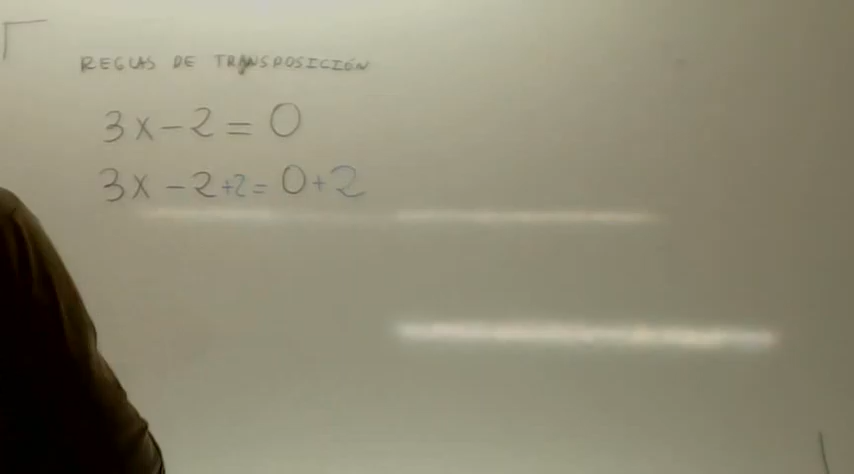 REGLAS DE TRANSPOSICIÓN
3x - 2 = 0
3x - 2 + 2 = 0 + 2